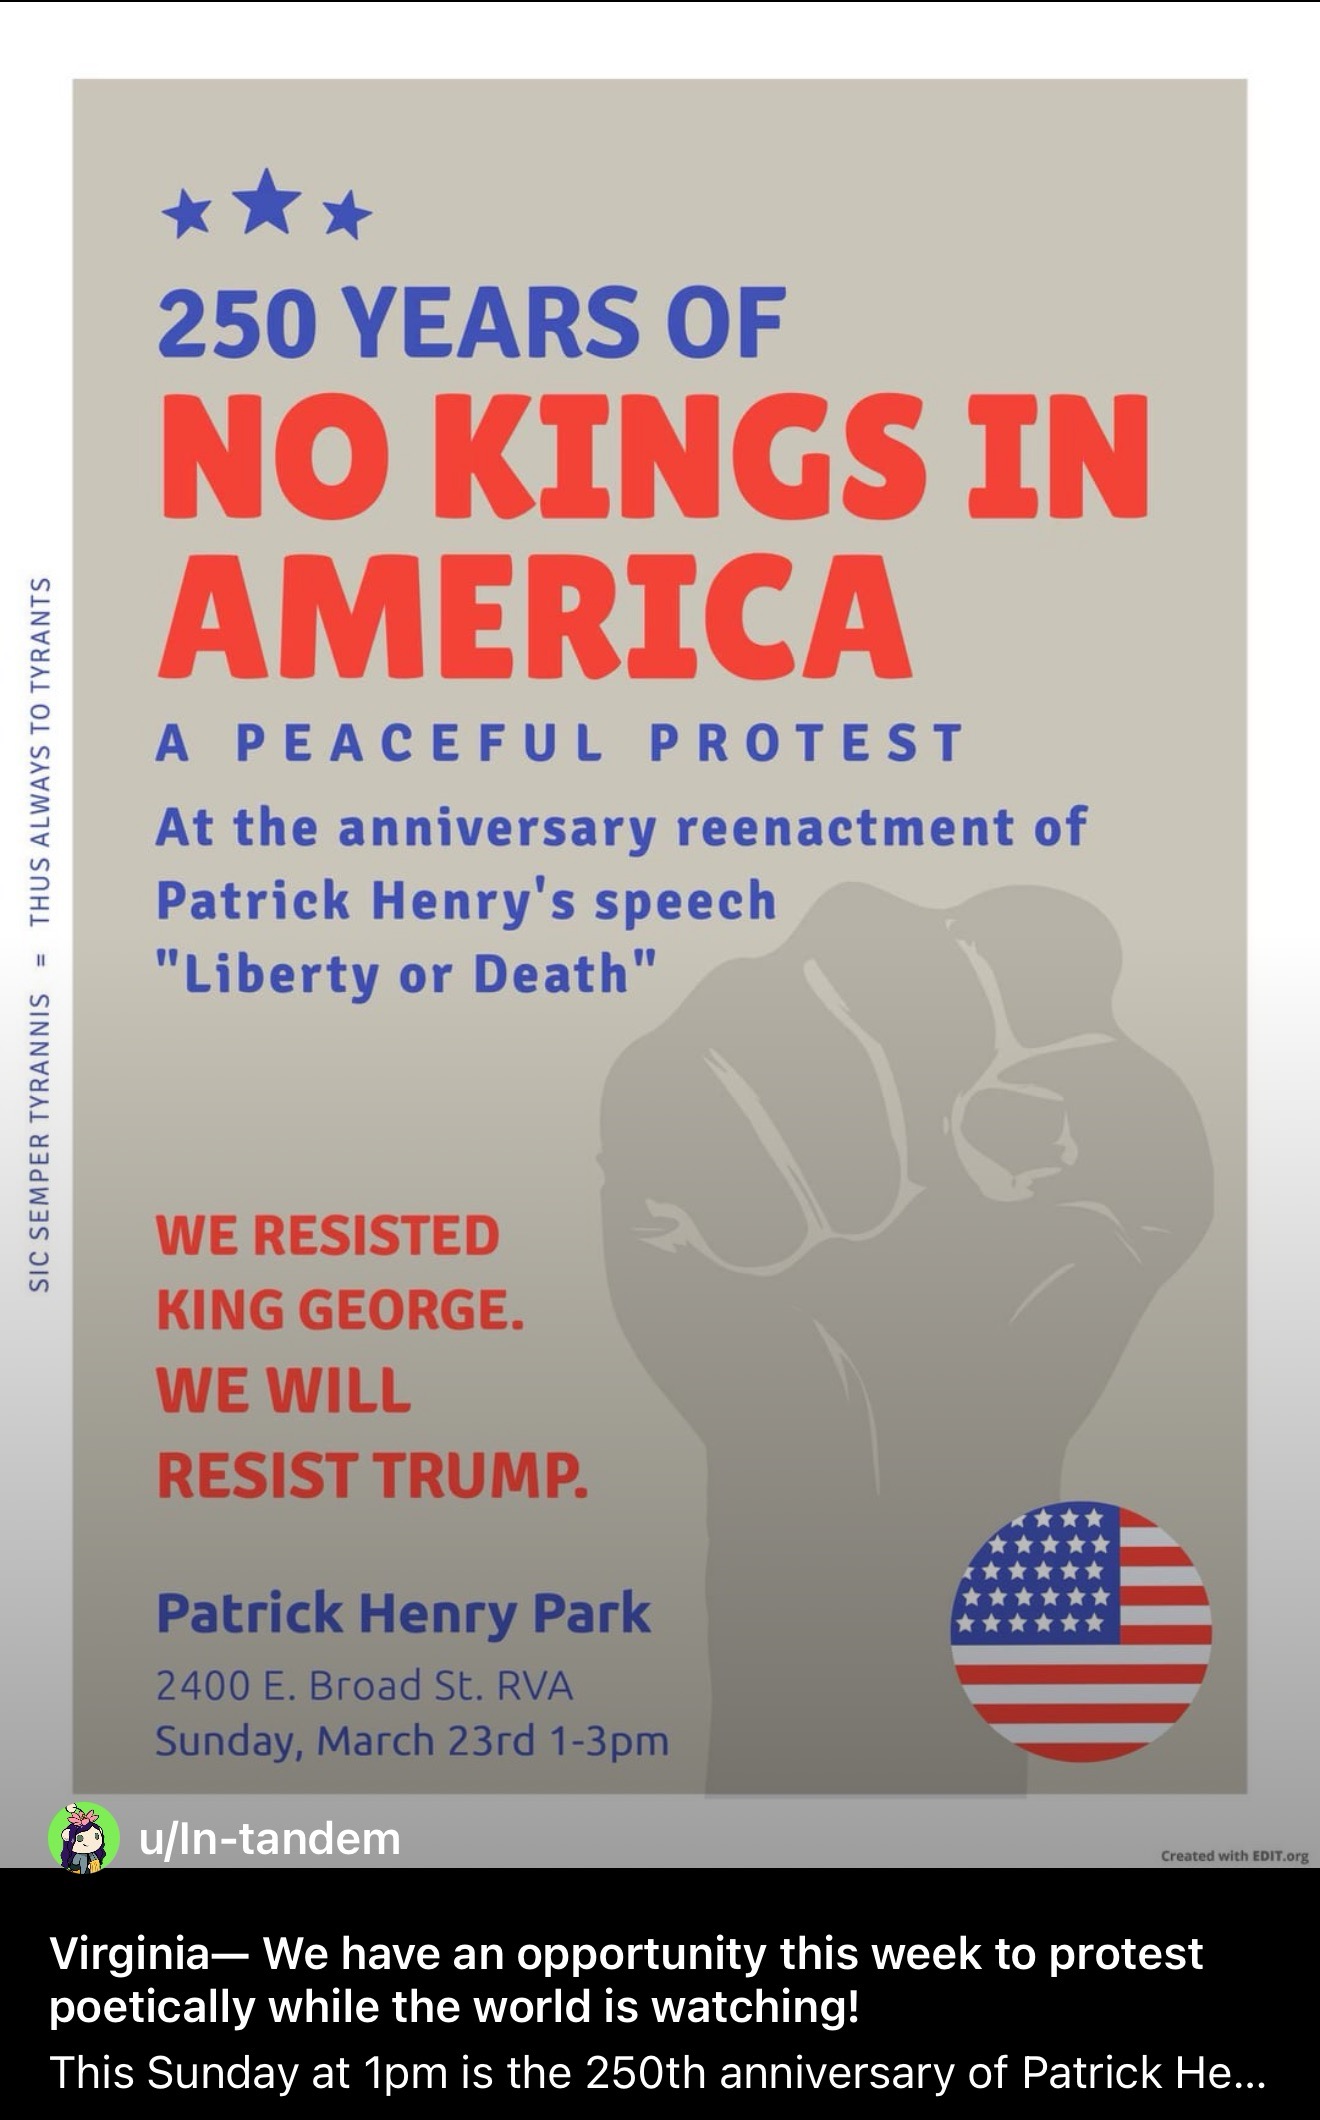 250 YEARS OF
NO KINGS IN
AMERICA
A PEACEFUL PROTEST
At the anniversary reenactment of
Patrick Henry's speech
"Liberty or Death"
SIC SEMPER TYRANNIS = THUS ALWAYS TO TYRANTS
WE RESISTED
KING GEORGE.
WE WILL
RESIST TRUMP.
Patrick Henry Park
2400 E. Broad St. RVA
Sunday, March 23rd 1-3pm
u/In-tandem
Created with EDIT.org
Virginia— We have an opportunity this week to protest
poetically while the world is watching!
This Sunday at 1pm is the 250th anniversary of Patrick He...